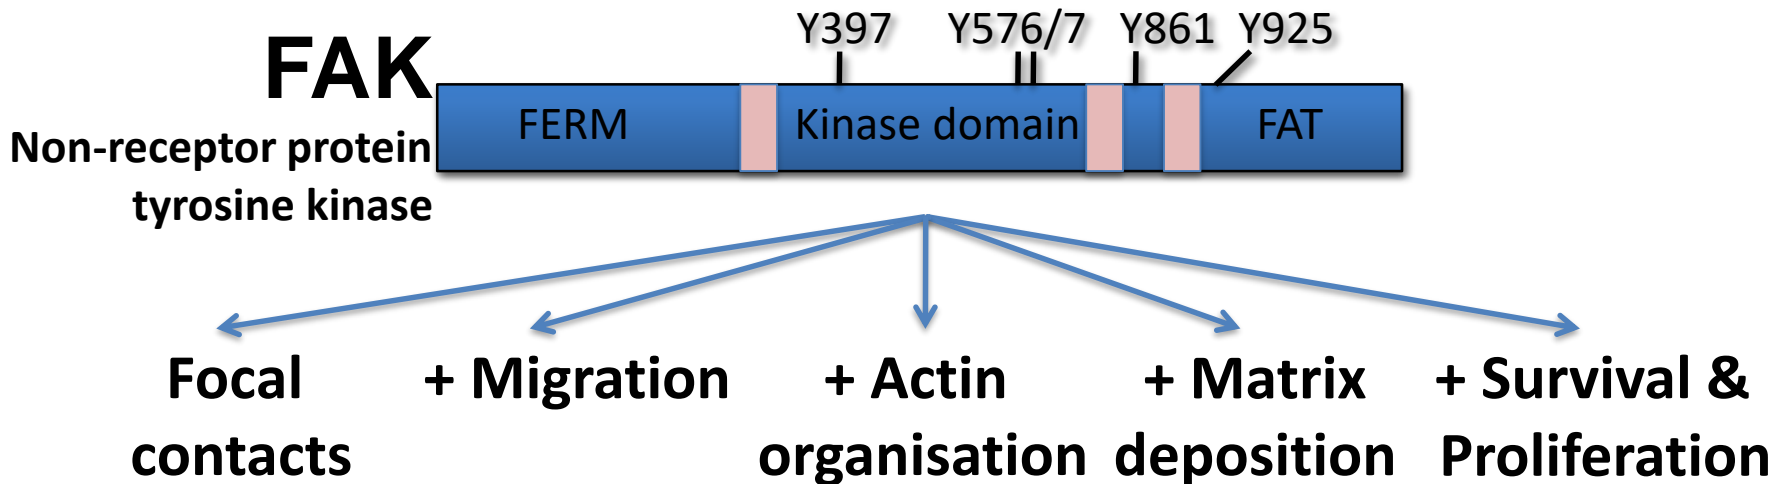 FAK
Non-receptor protein
tyrosine kinase
Y397 Y576/7 Y861 Y925
FERM Kinase domain FAT
Focal
contacts
+ Migration
+ Actin
organisation
+ Matrix
deposition
+ Survival &
Proliferation